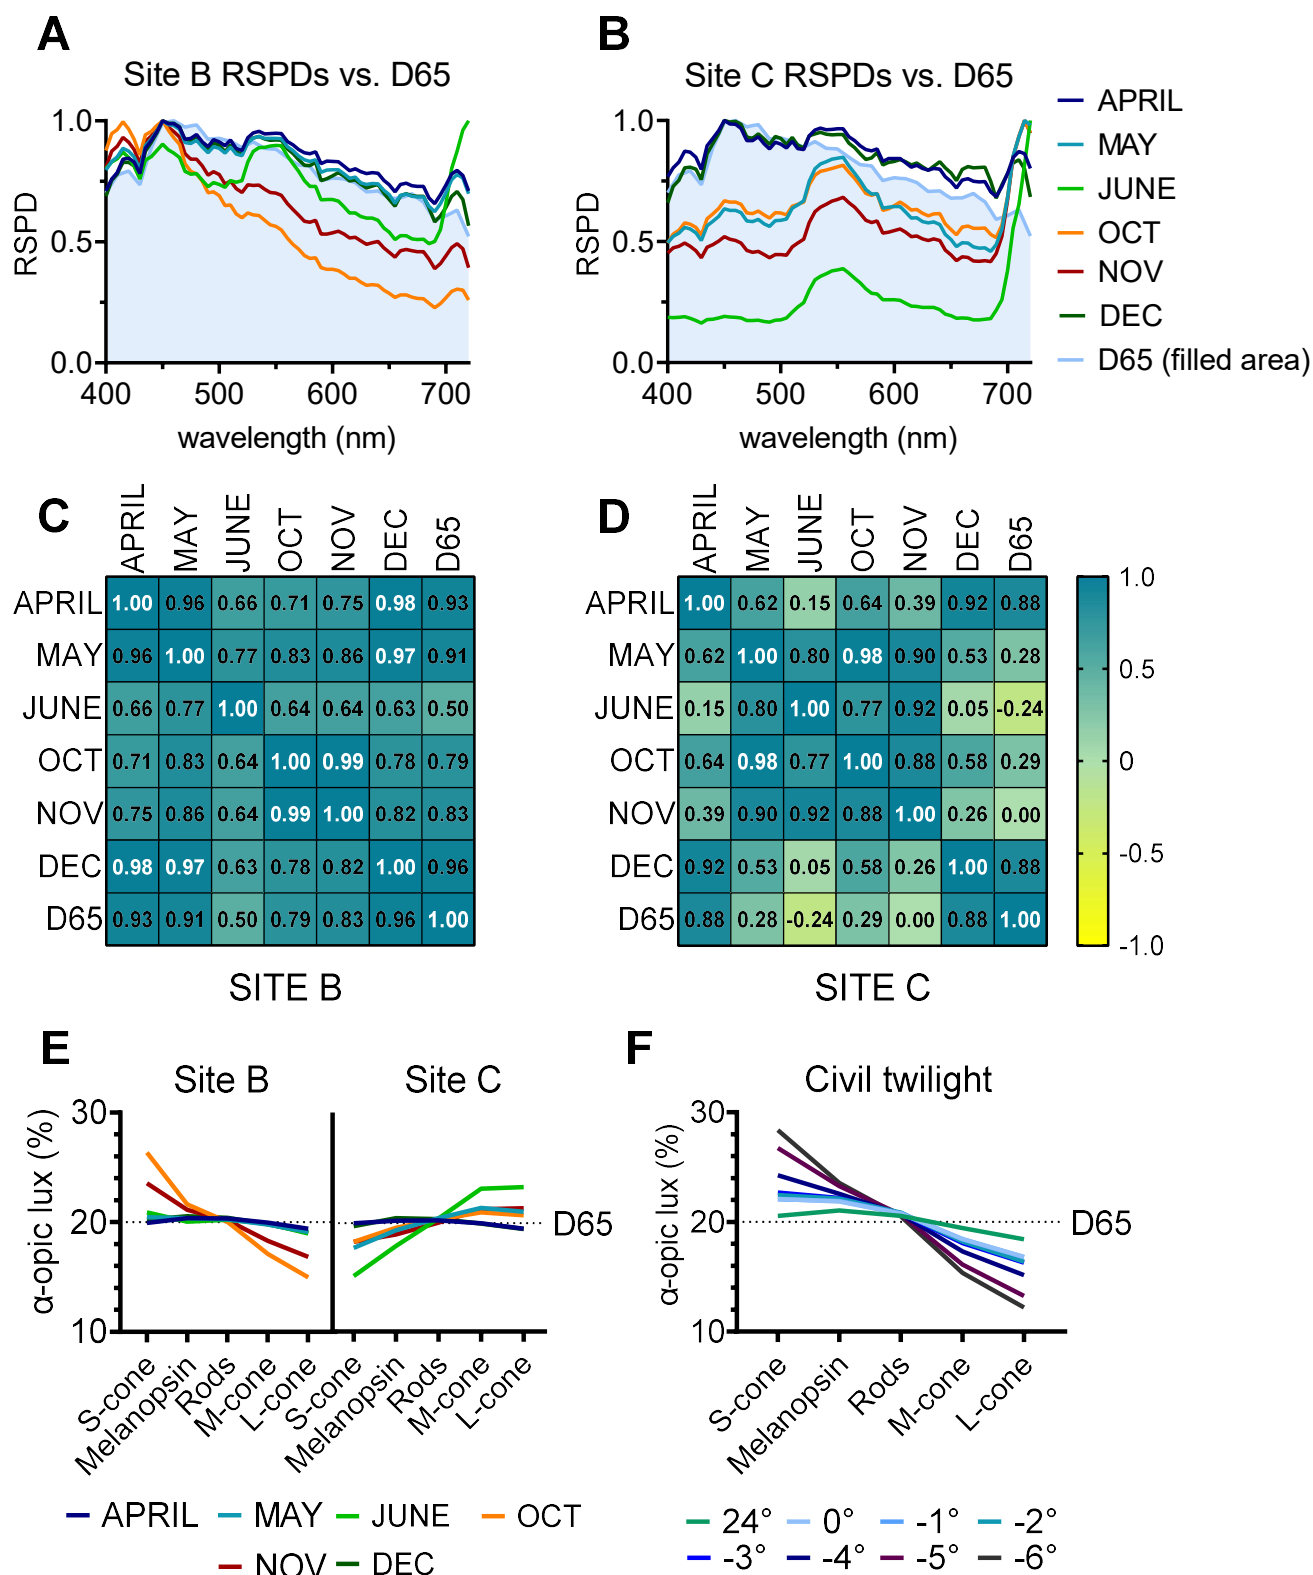 A
B
Site B RSPDs vs. D65
Site C RSPDs vs. D65
RSPD
1.0
0.5
0.0
400 500 600 700
wavelength (nm)
RSPD
1.0
0.5
0.0
400 500 600 700
wavelength (nm)
APRIL
MAY
JUNE
OCT
NOV
DEC
D65 (filled area)
C
APRIL MAY JUNE OCT NOV DEC D65
APRIL 1.00 0.96 0.66 0.71 0.75 0.98 0.93
MAY 0.96 1.00 0.77 0.83 0.86 0.97 0.91
JUNE 0.66 0.77 1.00 0.64 0.64 0.63 0.50
OCT 0.71 0.83 0.64 1.00 0.99 0.78 0.79
NOV 0.75 0.86 0.64 0.99 1.00 0.82 0.83
DEC 0.98 0.97 0.63 0.78 0.82 1.00 0.96
D65 0.93 0.91 0.50 0.79 0.83 0.96 1.00
SITE B
D
APRIL MAY JUNE OCT NOV DEC D65
APRIL 1.00 0.62 0.15 0.64 0.39 0.92 0.88
MAY 0.62 1.00 0.80 0.98 0.90 0.53 0.28
JUNE 0.15 0.80 1.00 0.77 0.92 0.05 -0.24
OCT 0.64 0.98 0.77 1.00 0.88 0.58 0.29
NOV 0.39 0.90 0.92 0.88 1.00 0.26 0.00
DEC 0.92 0.53 0.05 0.58 0.26 1.00 0.88
D65 0.88 0.28 -0.24 0.29 0.00 0.88 1.00
SITE C
1.0
0.5
0
-0.5
-1.0
E
Site B
Site C
α-opic lux (%)
30
20
10
D65
S-cone Melanopsin Rods M-cone L-cone S-cone Melanopsin Rods M-cone L-cone
APRIL MAY JUNE OCT
NOV DEC
F
Civil twilight
α-opic lux (%)
30
20
10
D65
S-cone Melanopsin Rods M-cone L-cone
24° 0° -1° -2°
-3° -4° -5° -6°